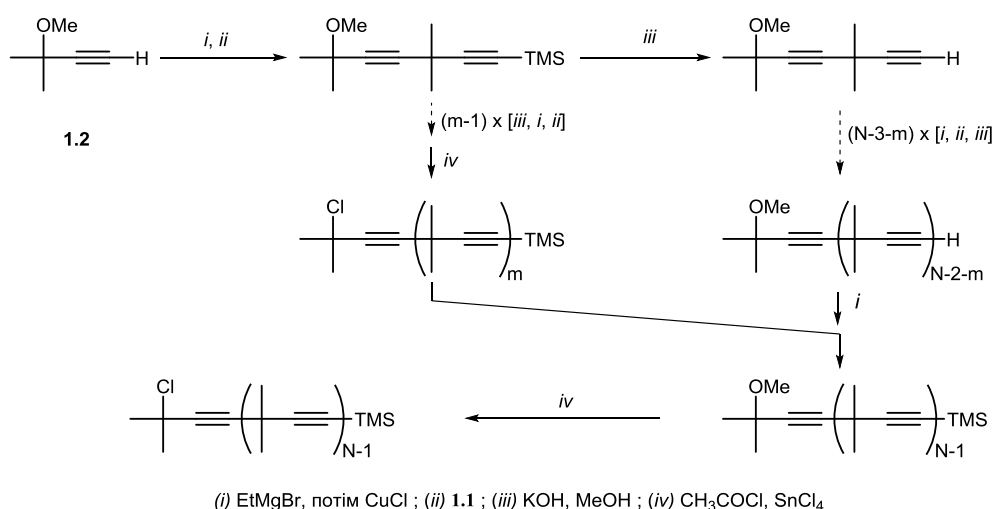 OMe
H
i, ii
OMe
TMS
iii
OMe
H
1.2
(m-1) x [iii, i, ii]
iv
(N-3-m) x [i, ii, iii]
Cl
TMS
m
OMe
H
N-2-m
i
Cl
TMS
N-1
iv
OMe
TMS
N-1
(i) EtMgBr, потім CuCl ; (ii) 1.1 ; (iii) KOH, MeOH ; (iv) CH₃COCl, SnCl₄